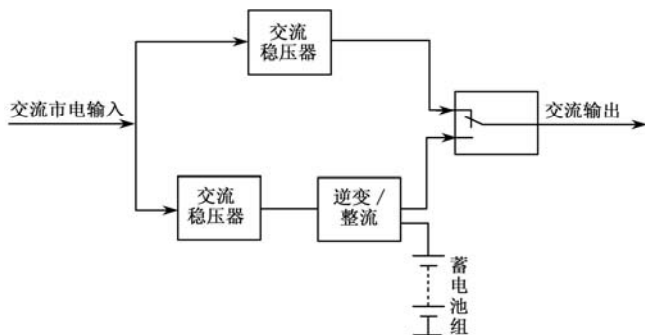 交流
稳压器
交流市电输入
交流输出
交流
稳压器
逆变/
整流
蓄电池组